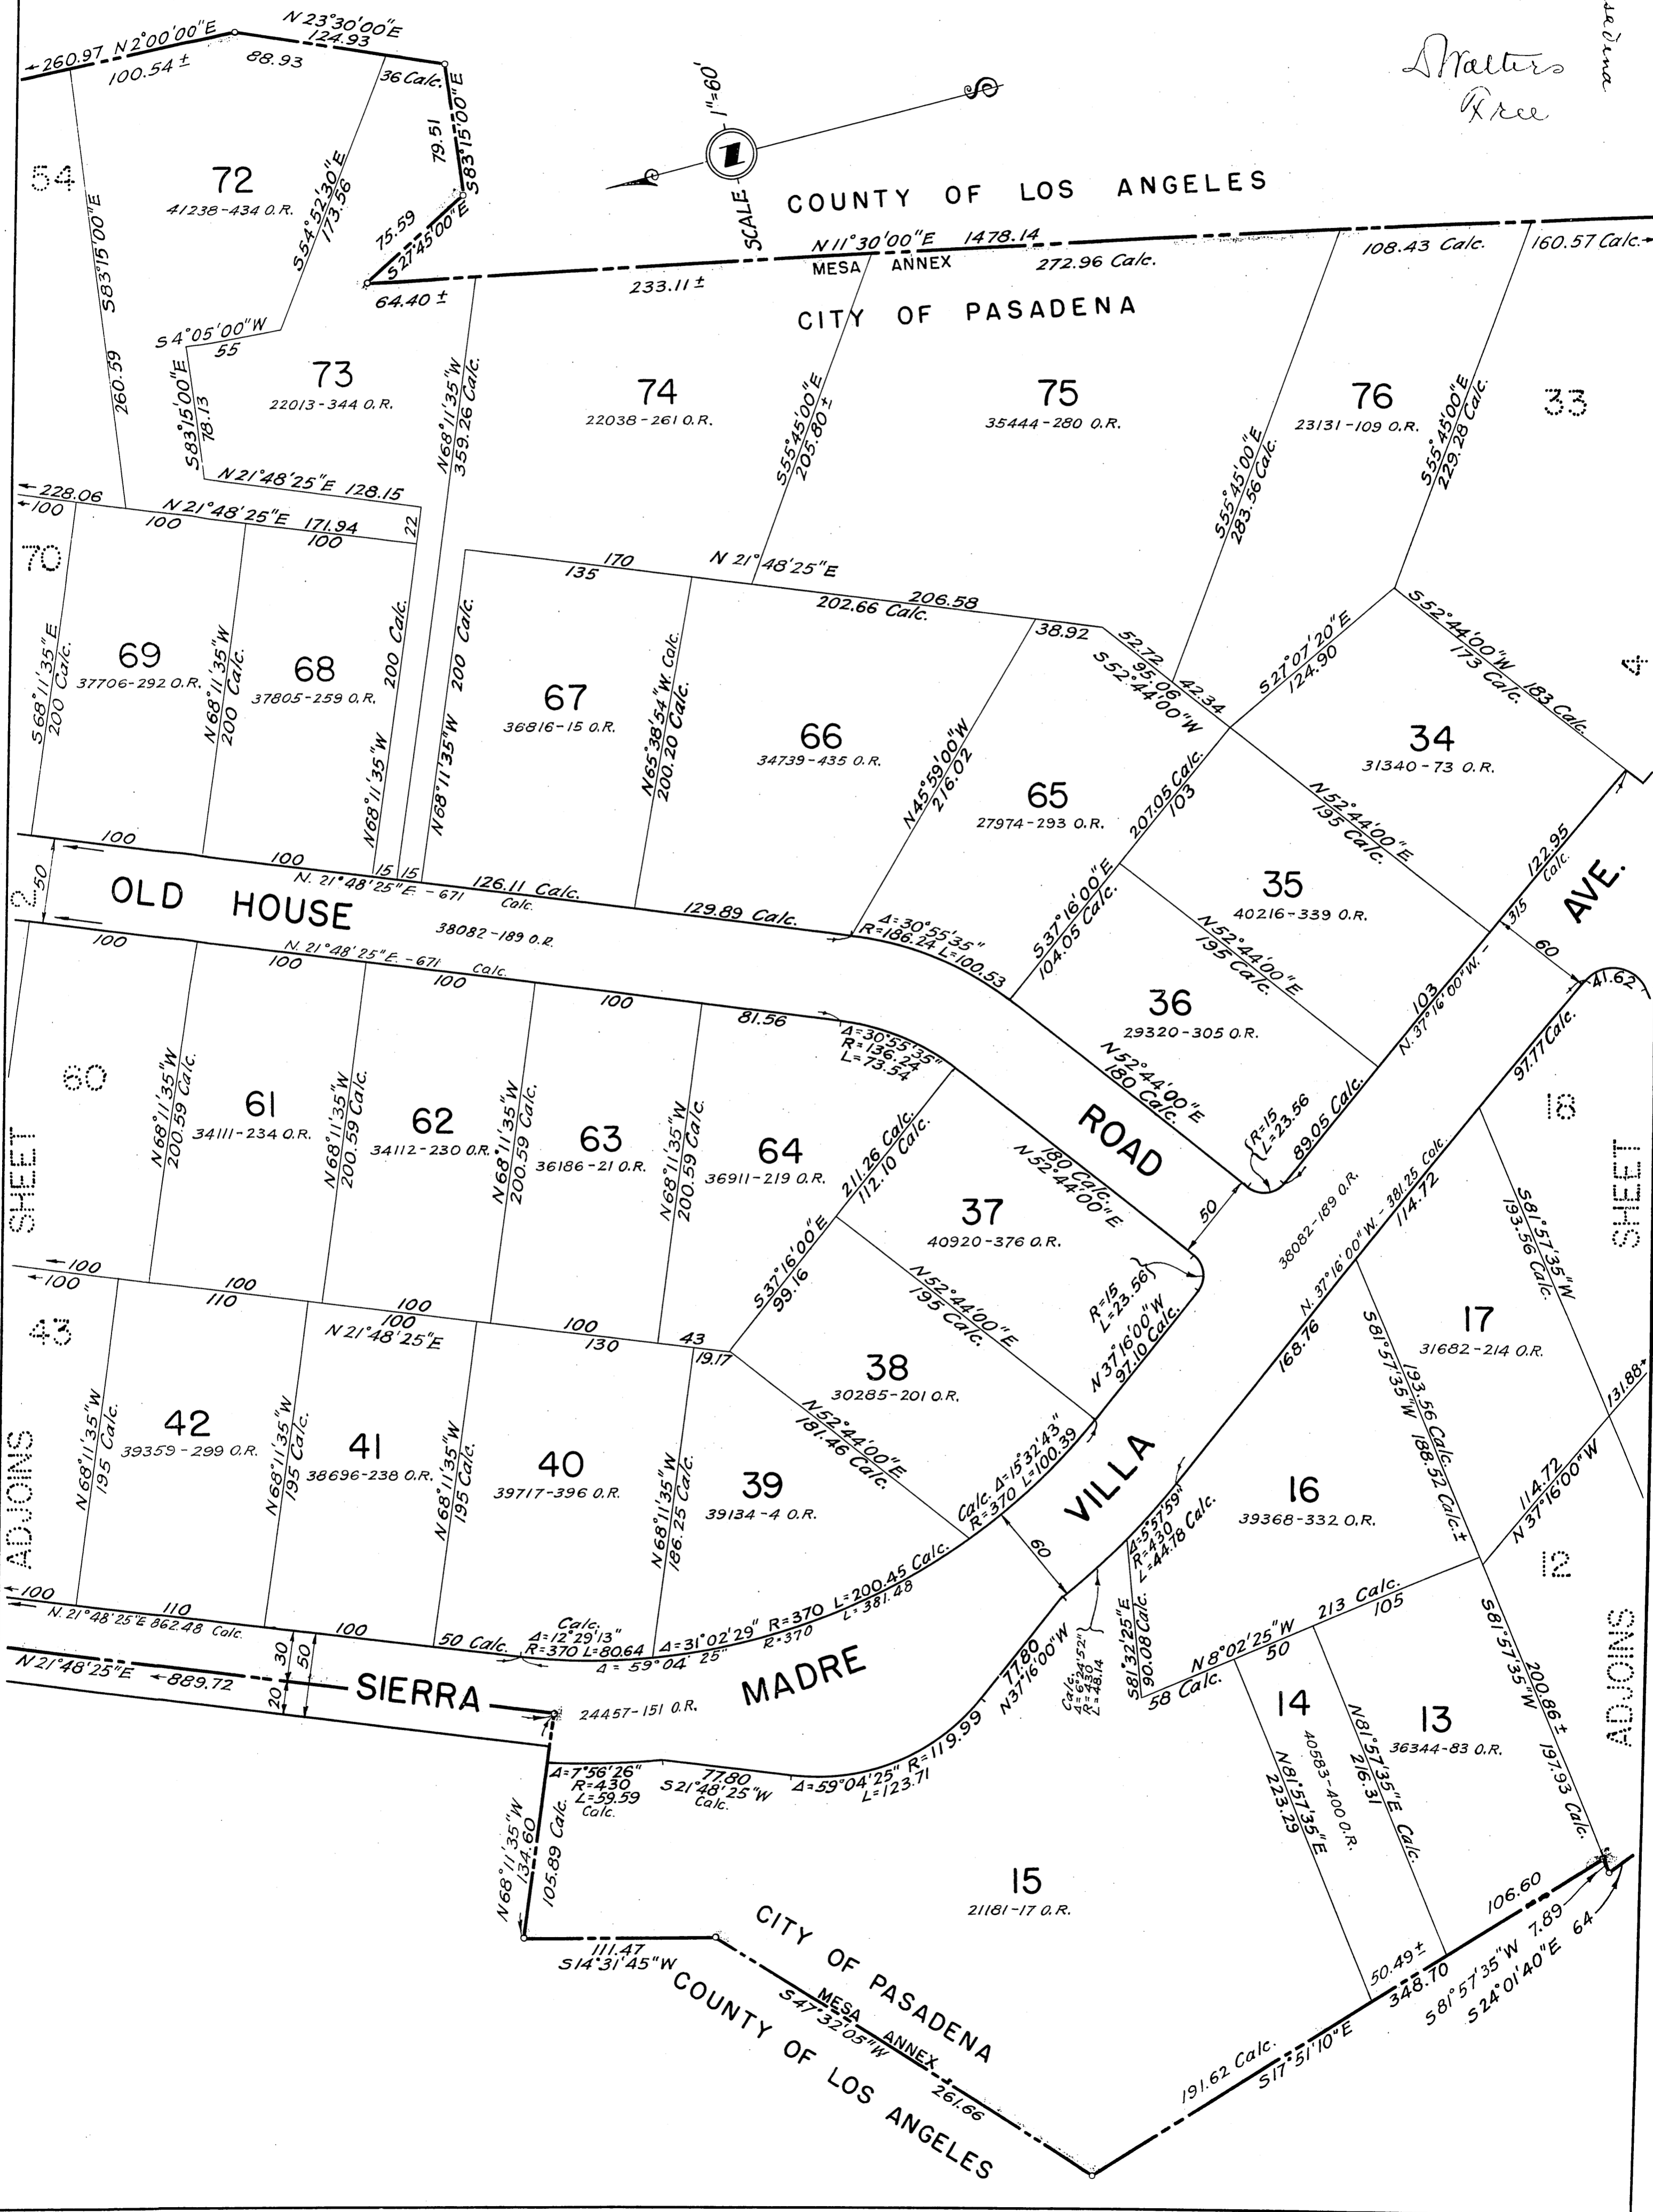 sadena
DWalters
Free
←260.97 N2°00'00"E
100.54±
N23°30'00"E
124.93
88.93
36 Calc.
S83°15'00"E
79.51
S27°45'00"E
75.59
SCALE 1"=60'
COUNTY OF LOS ANGELES
N11°30'00"E 1478.14
MESA ANNEX
CITY OF PASADENA
64.40±
233.11±
272.96 Calc.
108.43 Calc.
160.57 Calc.→
54
72
41238-434 O.R.
S83°15'00"E
260.59
S54°52'30"E
173.56
S4°05'00"W
55
S83°15'00"E
78.13
73
22013-344 O.R.
N21°48'25"E 128.15
N68°11'35"W
359.26 Calc.
74
22038-261 O.R.
S55°45'00"E
205.80±
75
35444-280 O.R.
S55°45'00"E
283.56 Calc.
76
23131-109 O.R.
S55°45'00"E
229.28 Calc.
33
←228.06
←100
N21°48'25"E 171.94
100
100
22
70
S68°11'35"E
200 Calc.
69
37706-292 O.R.
N68°11'35"W
200 Calc.
68
37805-259 O.R.
N68°11'35"W 200 Calc.
N68°11'35"W 200 Calc.
67
36816-15 O.R.
170
135
N21°48'25"E
206.58
202.66 Calc.
38.92
N65°38'54"W. Calc.
200.20 Calc.
66
34739-435 O.R.
N45°59'00"W
216.02
52.72
95.06
42.34
S52°44'00"W
S27°07'20"E
124.90
S52°44'00"W
173 Calc.
183 Calc.
4
65
27974-293 O.R.
207.05 Calc.
103
34
31340-73 O.R.
N52°44'00"E
195 Calc.
S37°16'00"E
104.05 Calc.
35
40216-339 O.R.
N52°44'00"E
195 Calc.
122.95
Calc.
315
AVE.
60
41.62
100
100
15 15
N. 21°48'25"E. -671
Calc.
126.11 Calc.
129.89 Calc.
Δ=30°55'35"
R=186.24 L=100.53
2
50
OLD HOUSE
38082-189 O.R.
36
29320-305 O.R.
N52°44'00"E
180 Calc.
103
N. 37°16'00"W. -
97.77 Calc.
100
N. 21°48'25"E. -671 Calc.
100
100
100
81.56
Δ=30°55'35"
R=136.24
L=73.54
ROAD
R=15
L=23.56
89.05 Calc.
18
60
N68°11'35"W
200.59 Calc.
61
34111-234 O.R.
N68°11'35"W
200.59 Calc.
62
34112-230 O.R.
N68°11'35"W
200.59 Calc.
63
36186-21 O.R.
N68°11'35"W
200.59 Calc.
64
36911-219 O.R.
211.26 Calc.
112.10 Calc.
180 Calc.
N52°44'00"E
37
40920-376 O.R.
50
38082-189 O.R.
N. 37°16'00"W. - 381.25 Calc.
114.72
S81°57'35"W
193.56 Calc.
SHEET
SHEET
S37°16'00"E
99.16
N52°44'00"E
195 Calc.
R=15
L=23.56
N37°16'00"W
97.10 Calc.
168.76
17
31682-214 O.R.
S81°57'35"W
193.56 Calc.
188.52 Calc.±
131.88→
←100
←100
100
110
100
100
N21°48'25"E
100
130
43
19.17
43
38
30285-201 O.R.
N52°44'00"E
181.46 Calc.
Calc. Δ=15°32'43"
R=370 L=100.39
VILLA
114.72
N37°16'00"W
N68°11'35"W
195 Calc.
42
39359-299 O.R.
N68°11'35"W
195 Calc.
41
38696-238 O.R.
N68°11'35"W
195 Calc.
40
39717-396 O.R.
N68°11'35"W
186.25 Calc.
39
39134-4 O.R.
16
39368-332 O.R.
Δ=5°57'59"
R=430
L=44.78 Calc.
12
ADJOINS
ADJOINS
60
←100
110
N. 21°48'25"E 862.48 Calc.
100
50 Calc.
Calc.
Δ=12°29'13"
R=370 L=80.64
Δ=31°02'29" R=370 L=200.45 Calc.
Δ= 59°04' 25" R=370 L=381.48
S81°32'25"E
90.08 Calc.
Calc.
Δ=6°24'52"
R=430
L=48.14
N8°02'25"W
213 Calc.
58 Calc.
50
105
S81°57'35"W
200.86±
197.93 Calc.
N21°48'25"E ←889.72
30
50
20
SIERRA
24457-151 O.R.
MADRE
77.80
N37°16'00"W
14
40583-400 O.R.
N81°57'35"E
223.29
N81°57'35"E Calc.
216.31
13
36344-83 O.R.
Δ=7°56'26"
R=430
L=59.59
Calc.
77.80
S21°48'25"W
Calc.
Δ=59°04'25" R=119.99
L=123.71
N68°11'35"W
134.60
105.89 Calc.
15
21181-17 O.R.
106.60
50.49±
348.70
S81°57'35"W 7.89
S24°01'40"E 64
111.47
S14°31'45"W
CITY OF PASADENA
MESA ANNEX
S47°32'05"W
261.66
COUNTY OF LOS ANGELES
191.62 Calc.
S17°51'10"E